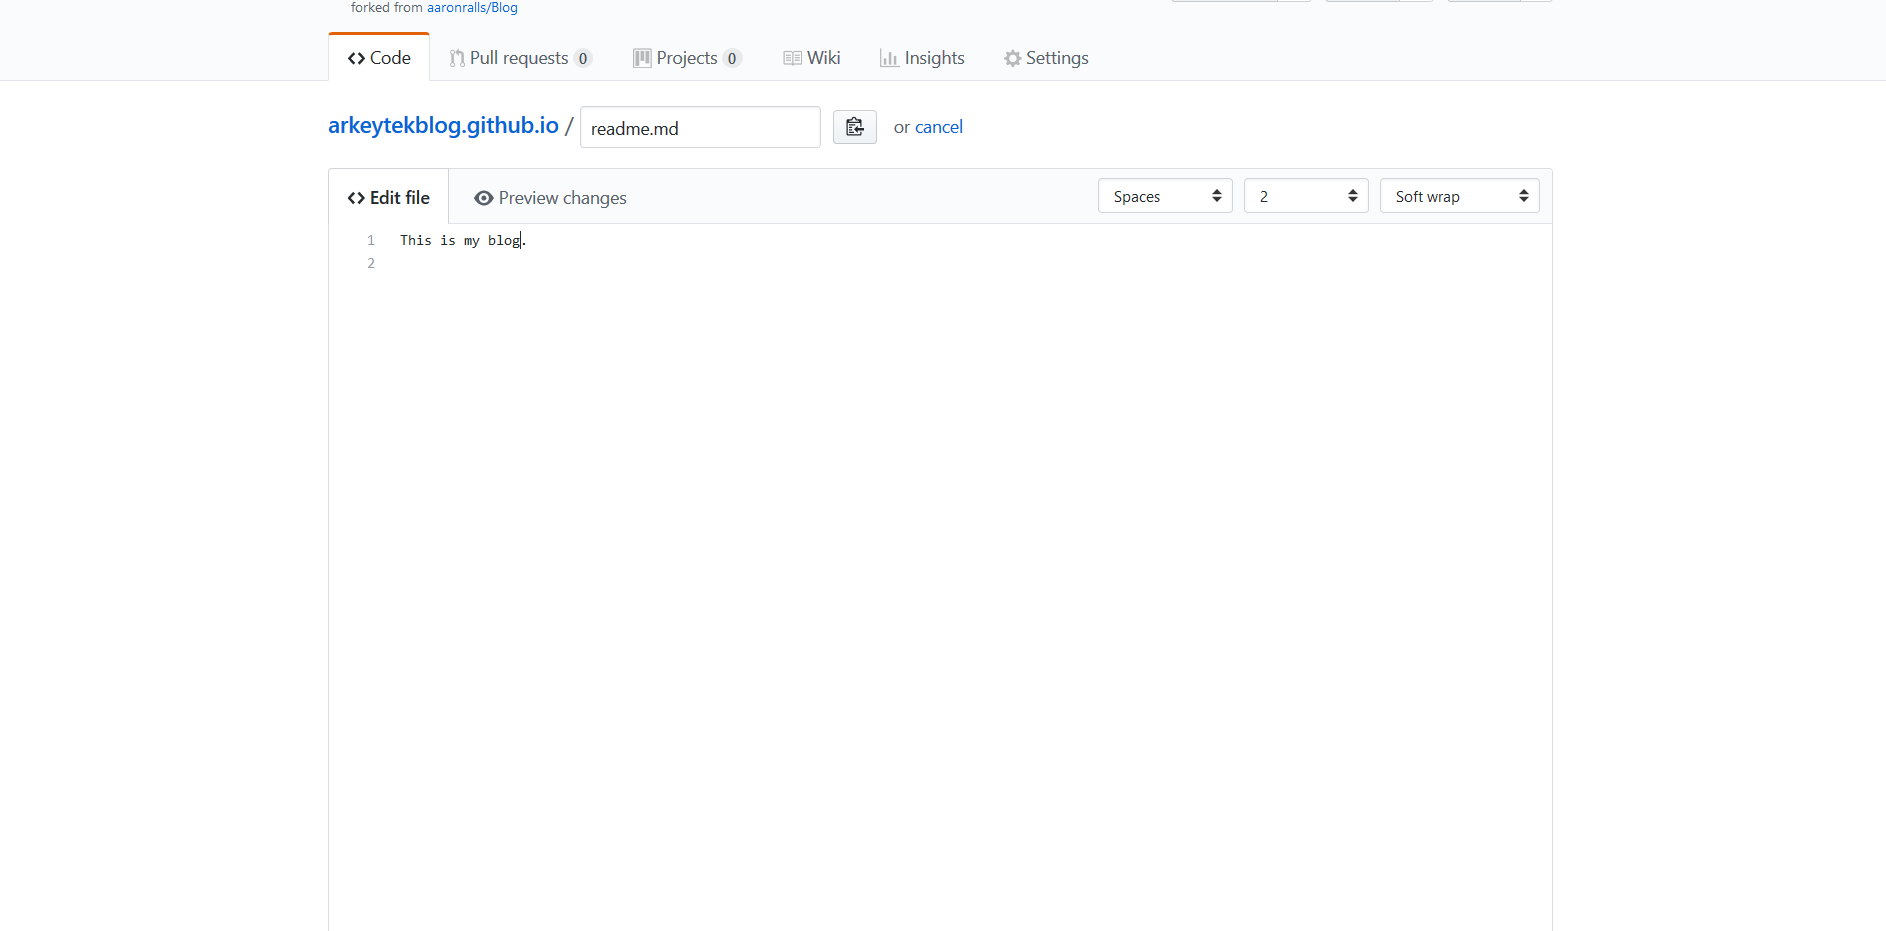 forked from aaronralls/Blog
Code Pull requests 0 Projects 0 Wiki Insights Settings
arkeytekblog.github.io / readme.md or cancel
Edit file Preview changes Spaces 2 Soft wrap
1 This is my blog.
2